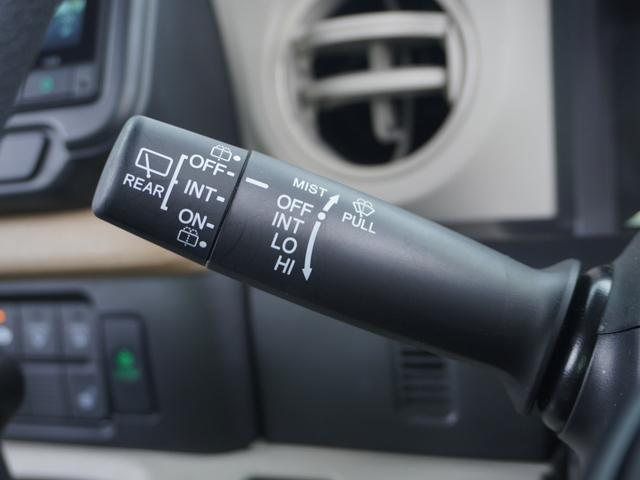 REAR
OFF
INT
ON
MIST
OFF
INT
LO
HI
PULL